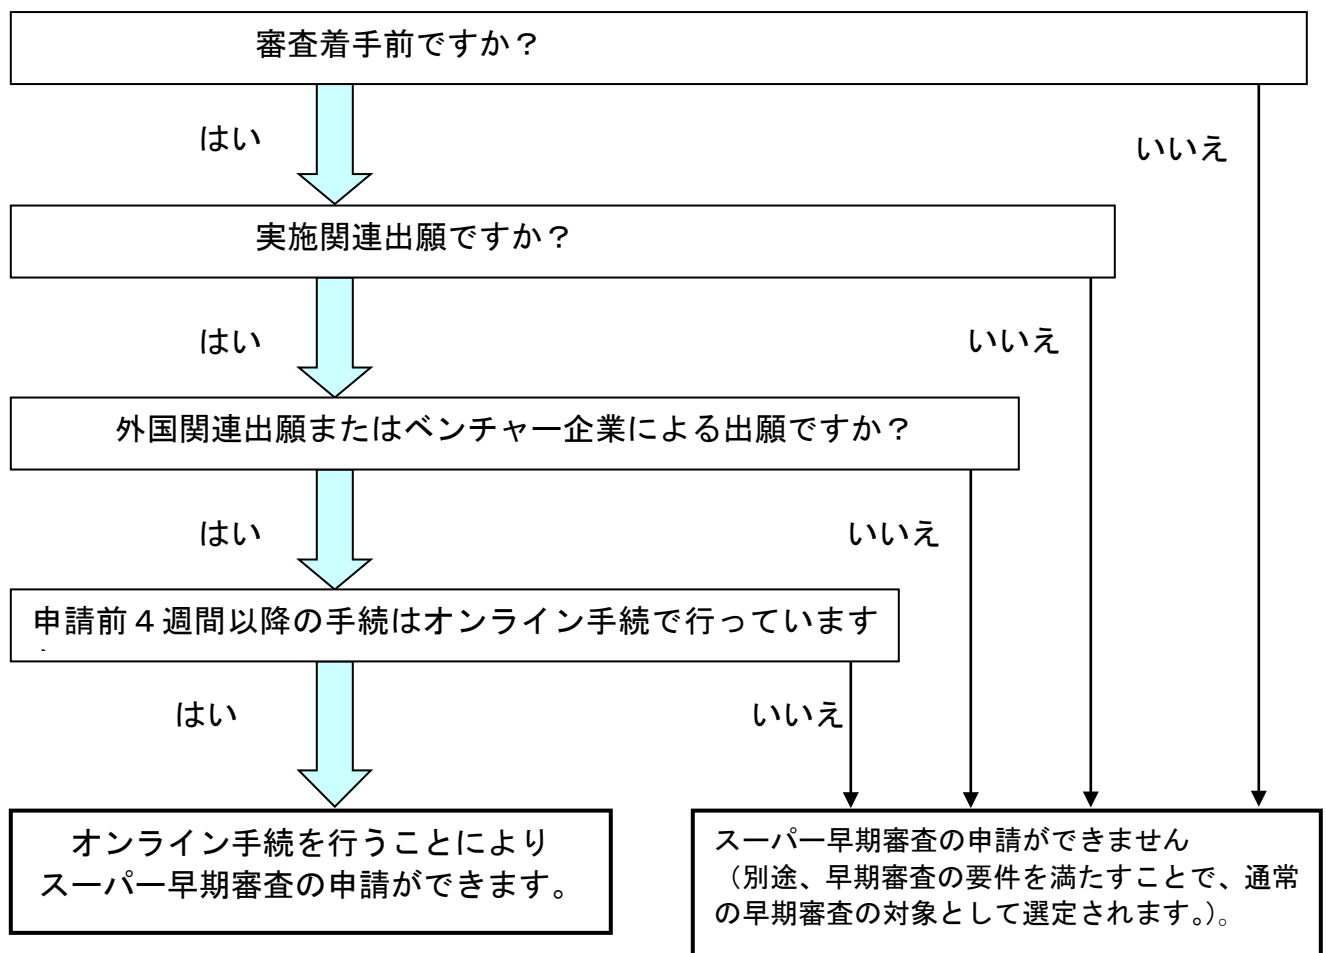 審査着手前ですか？
はい
いいえ
実施関連出願ですか？
はい
いいえ
外国関連出願またはベンチャー企業による出願ですか？
はい
いいえ
申請前４週間以降の手続はオンライン手続で行っています
はい
いいえ
オンライン手続を行うことにより
スーパー早期審査の申請ができます。
スーパー早期審査の申請ができません
（別途、早期審査の要件を満たすことで、通常
の早期審査の対象として選定されます。）。